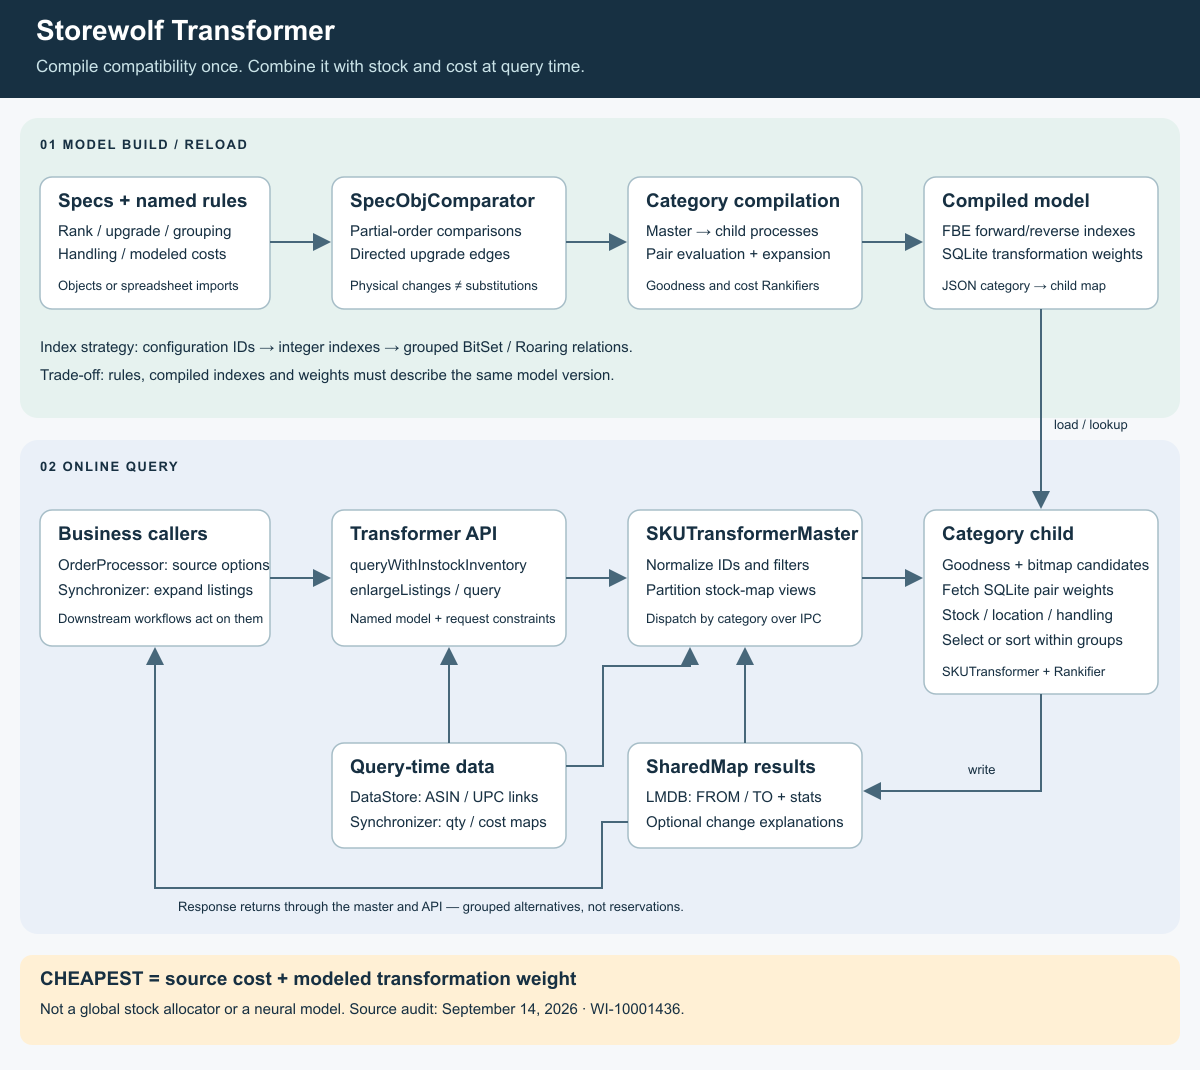 Storewolf Transformer
Compile compatibility once. Combine it with stock and cost at query time.
01 MODEL BUILD / RELOAD
Specs + named rules
Rank / upgrade / grouping
Handling / modeled costs
Objects or spreadsheet imports
SpecObjComparator
Partial-order comparisons
Directed upgrade edges
Physical changes ≠ substitutions
Category compilation
Master → child processes
Pair evaluation + expansion
Goodness and cost Rankifiers
Compiled model
FBE forward/reverse indexes
SQLite transformation weights
JSON category → child map
Index strategy: configuration IDs → integer indexes → grouped BitSet / Roaring relations.
Trade-off: rules, compiled indexes and weights must describe the same model version.
load / lookup
02 ONLINE QUERY
Business callers
OrderProcessor: source options
Synchronizer: expand listings
Downstream workflows act on them
Transformer API
queryWithInstockInventory
enlargeListings / query
Named model + request constraints
SKUTransformerMaster
Normalize IDs and filters
Partition stock-map views
Dispatch by category over IPC
Category child
Goodness + bitmap candidates
Fetch SQLite pair weights
Stock / location / handling
Select or sort within groups
SKUTransformer + Rankifier
Query-time data
DataStore: ASIN / UPC links
Synchronizer: qty / cost maps
SharedMap results
LMDB: FROM / TO + stats
Optional change explanations
write
Response returns through the master and API — grouped alternatives, not reservations.
CHEAPEST = source cost + modeled transformation weight
Not a global stock allocator or a neural model. Source audit: September 14, 2026 · WI-10001436.